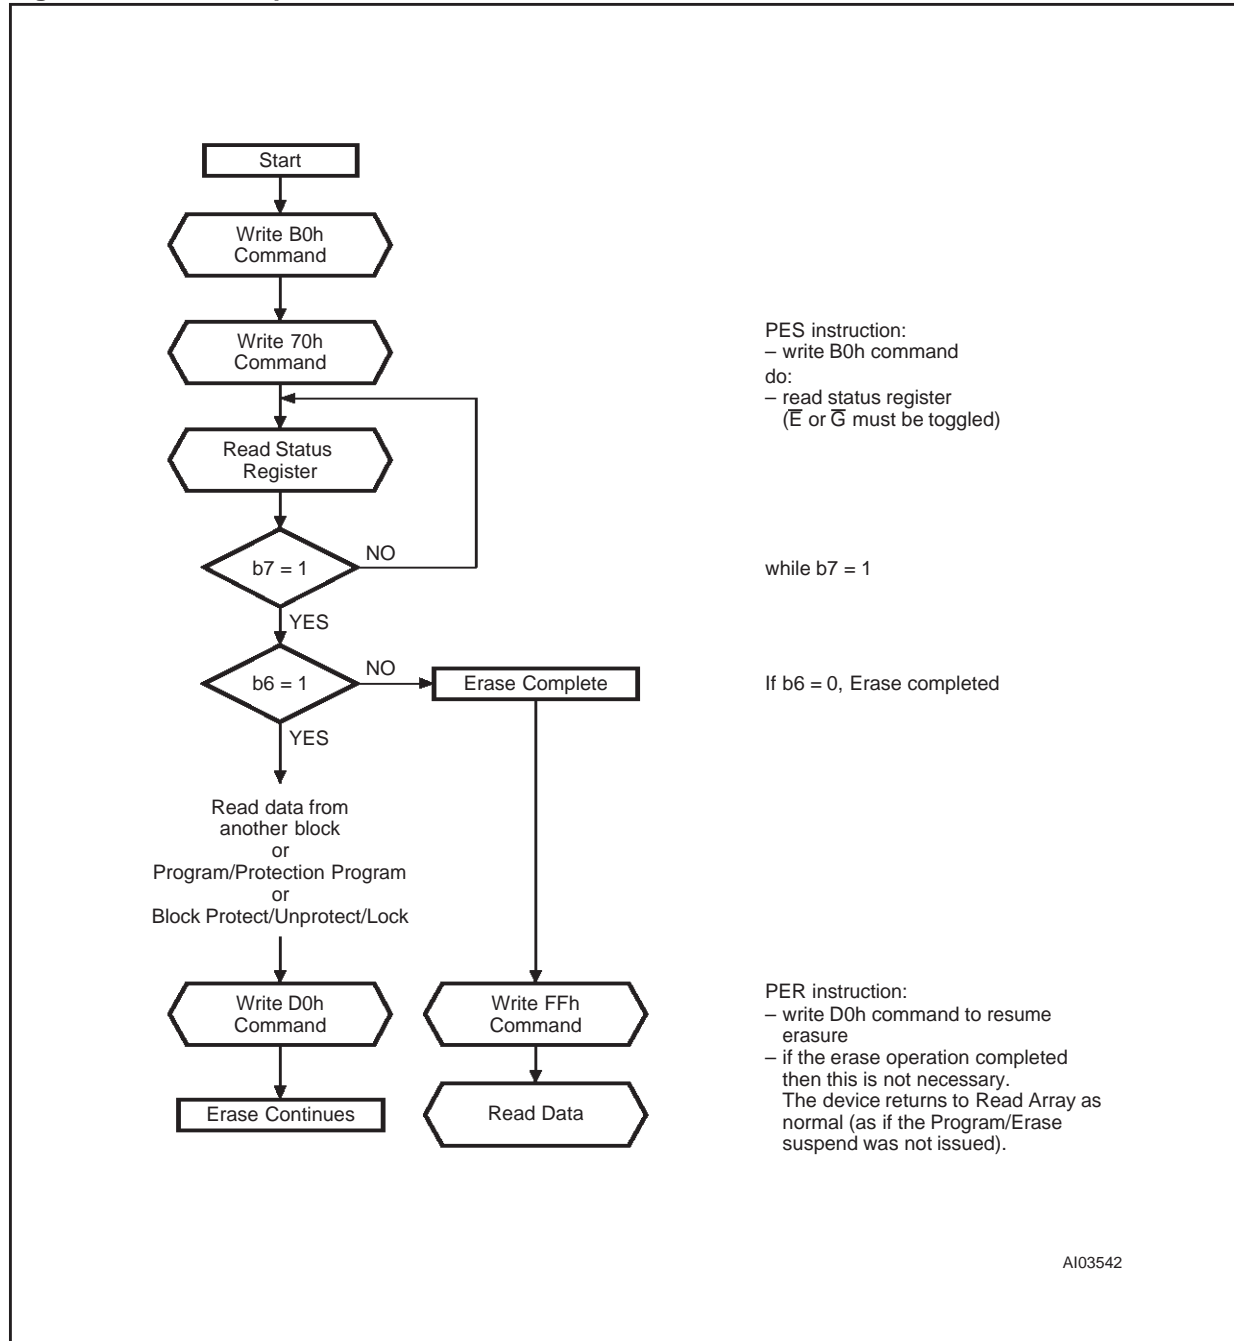 Start
Write B0h
Command
Write 70h
Command
PES instruction:
– write B0h command
do:
– read status register
(E̅ or G̅ must be toggled)
Read Status
Register
b7 = 1
NO
while b7 = 1
YES
b6 = 1
NO
Erase Complete
If b6 = 0, Erase completed
YES
Read data from
another block
or
Program/Protection Program
or
Block Protect/Unprotect/Lock
Write D0h
Command
Write FFh
Command
PER instruction:
– write D0h command to resume
erasure
– if the erase operation completed
then this is not necessary.
The device returns to Read Array as
normal (as if the Program/Erase
suspend was not issued).
Erase Continues
Read Data
AI03542